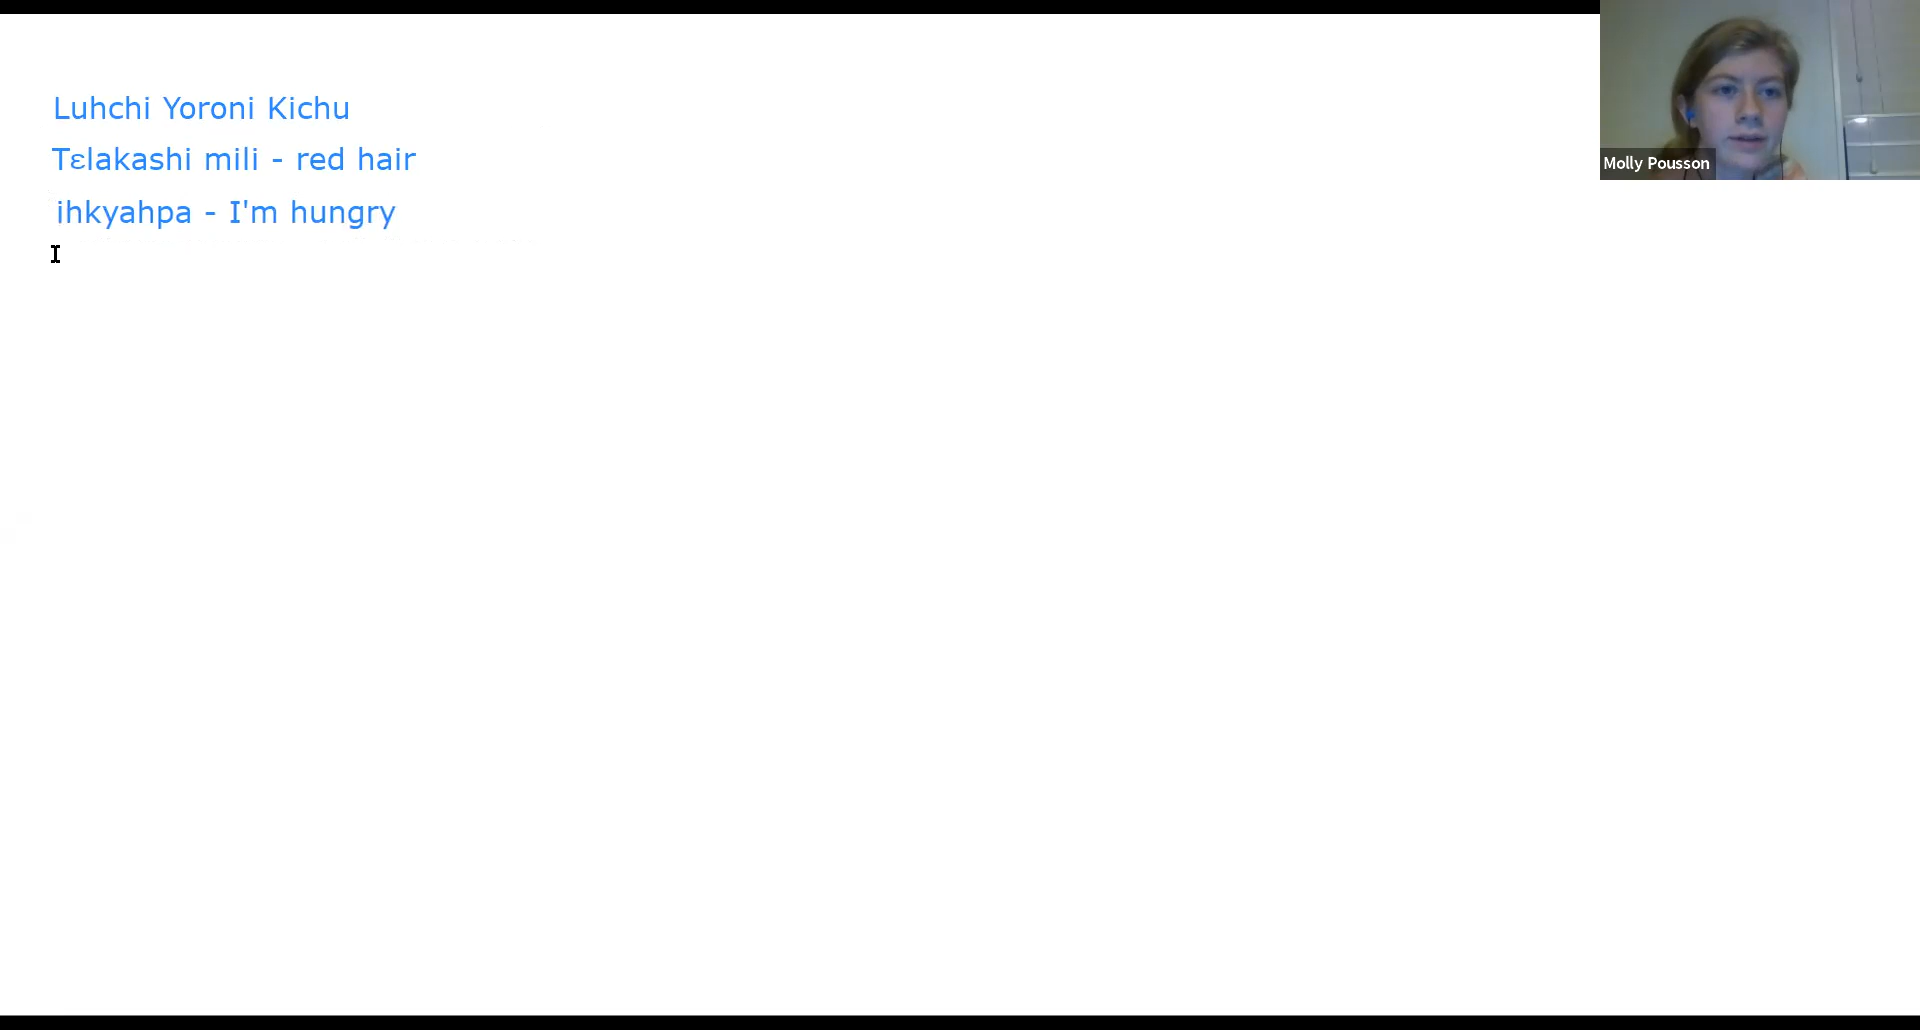 Luhchi Yoroni Kichu
Tɛlakashi mili - red hair
ihkyahpa - I'm hungry
Molly Pousson